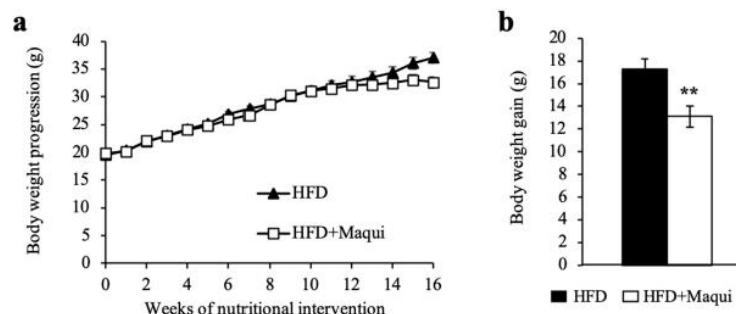 a
Body weight progression (g)
40
35
30
25
20
15
10
5
0
HFD
HFD+Maqui
0 2 4 6 8 10 12 14 16
Weeks of nutritional intervention
b
Body weight gain (g)
20
18
16
14
12
10
8
6
4
2
0
**
HFD HFD+Maqui